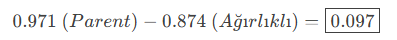 0.971 (Parent) − 0.874 (Ağırlıklı) = 0.097